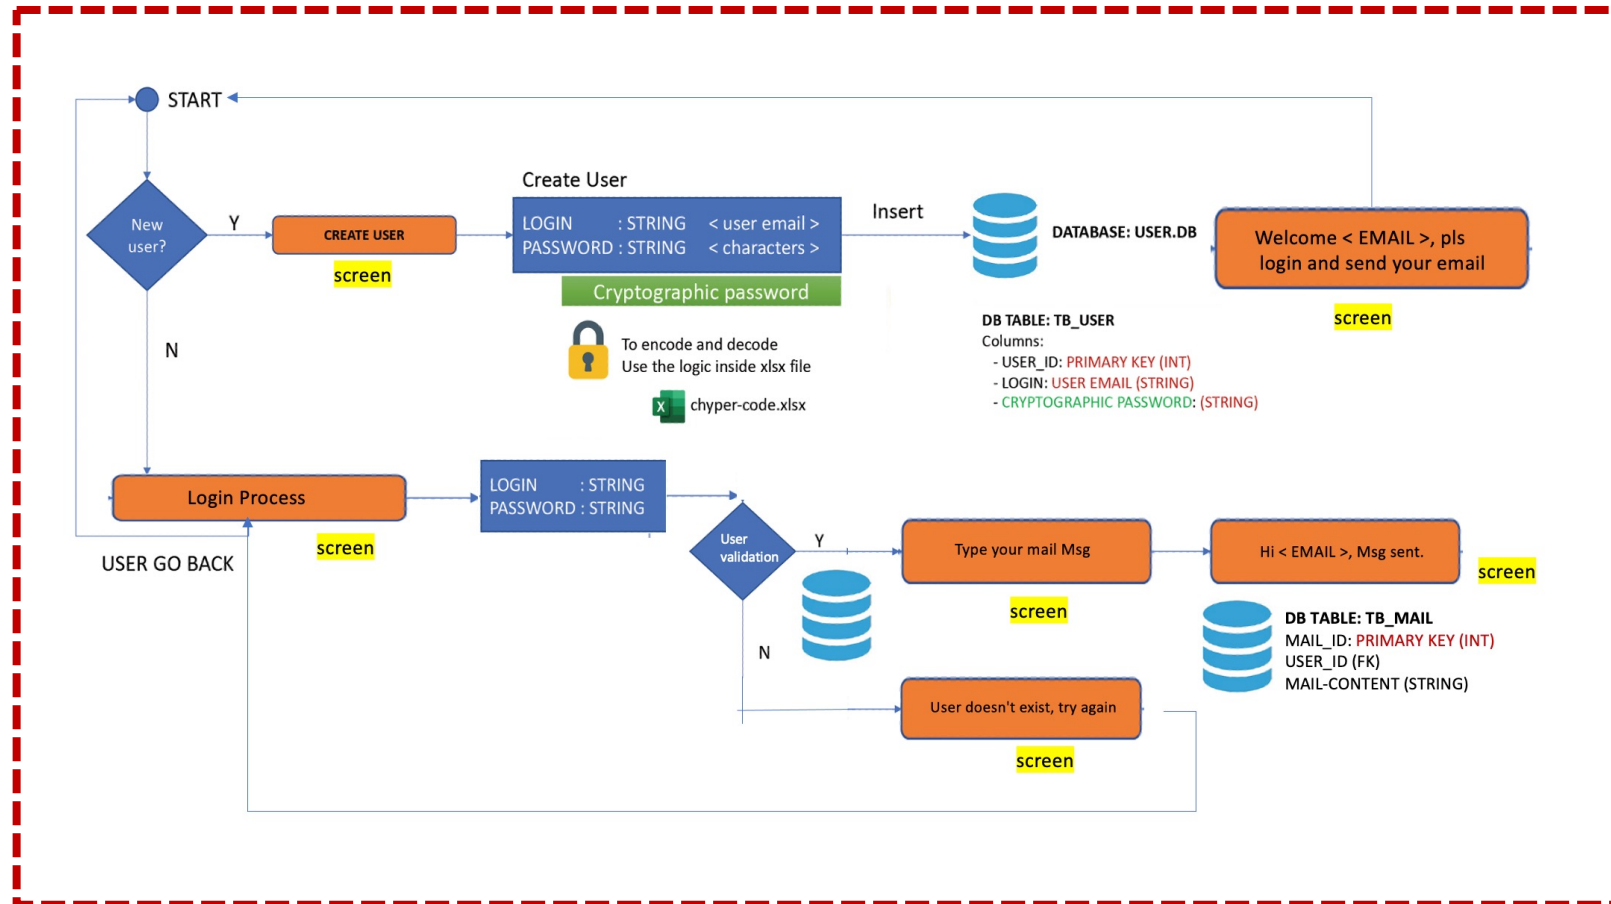 START
New
user?
Y
CREATE USER
screen
Create User
LOGIN : STRING < user email >
PASSWORD : STRING < characters >
Cryptographic password
Insert
DATABASE: USER.DB
Welcome < EMAIL >, pls
login and send your email
screen
N
To encode and decode
Use the logic inside xlsx file
chyper-code.xlsx
DB TABLE: TB_USER
Columns:
- USER_ID: PRIMARY KEY (INT)
- LOGIN: USER EMAIL (STRING)
- CRYPTOGRAPHIC PASSWORD: (STRING)
Login Process
screen
USER GO BACK
LOGIN : STRING
PASSWORD : STRING
User
validation
Y
Type your mail Msg
screen
Hi < EMAIL >, Msg sent.
screen
DB TABLE: TB_MAIL
MAIL_ID: PRIMARY KEY (INT)
USER_ID (FK)
MAIL-CONTENT (STRING)
N
User doesn't exist, try again
screen